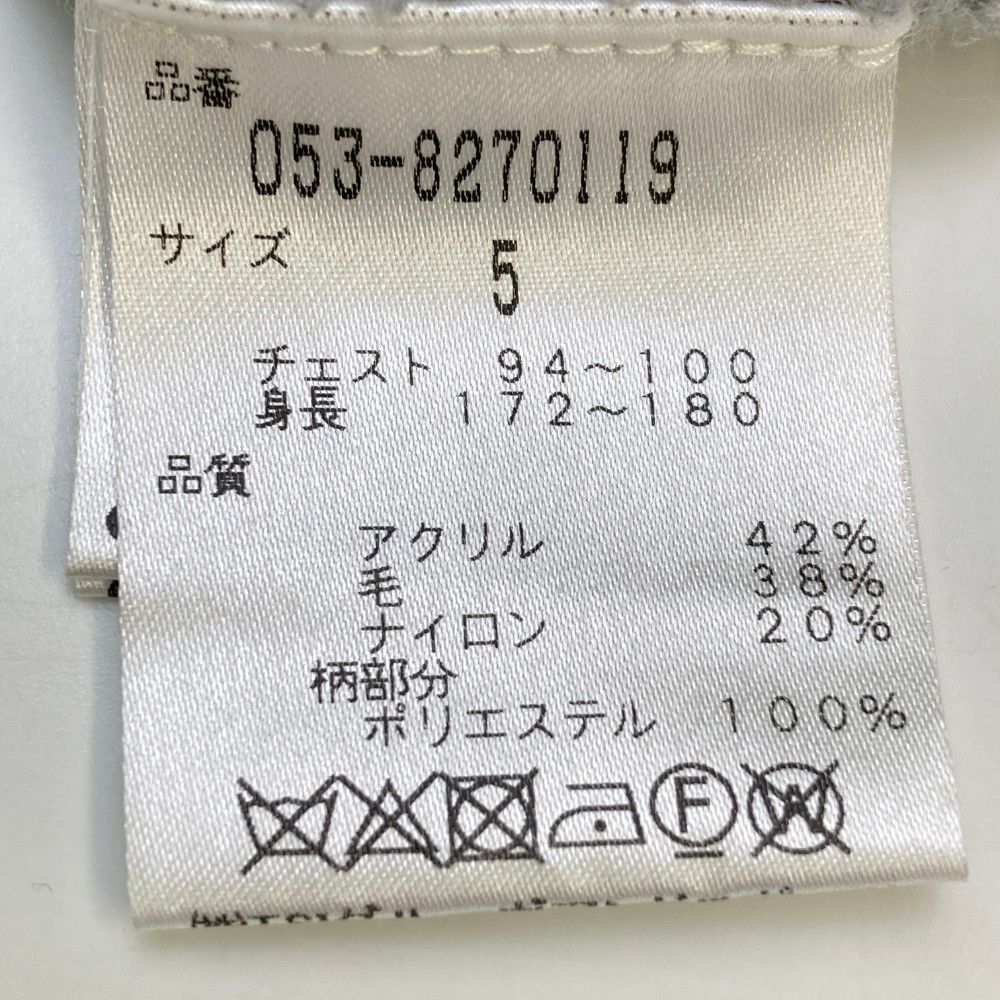 品番
053-8270119
サイズ
5
チェスト 94~100
身長 172~180
品質
アクリル 42%
毛 38%
ナイロン 20%
柄部分
ポリエステル 100%
F
W